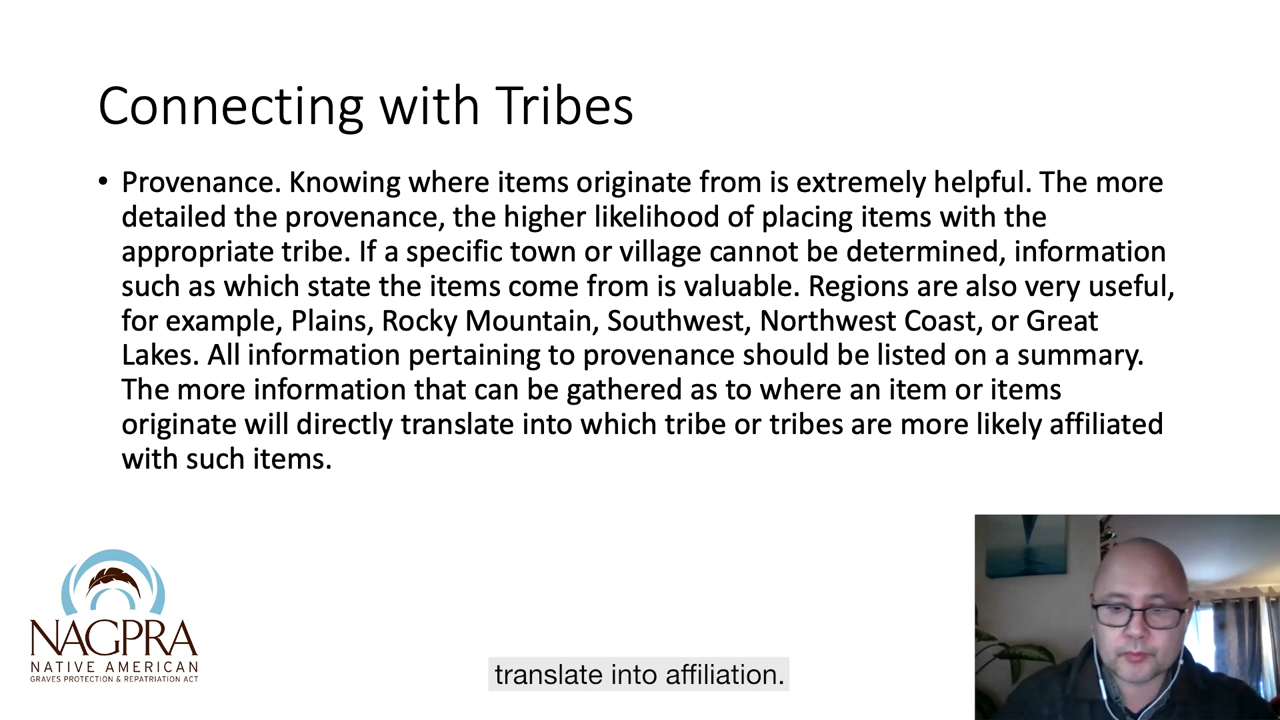 Connecting with Tribes
• Provenance. Knowing where items originate from is extremely helpful. The more
detailed the provenance, the higher likelihood of placing items with the
appropriate tribe. If a specific town or village cannot be determined, information
such as which state the items come from is valuable. Regions are also very useful,
for example, Plains, Rocky Mountain, Southwest, Northwest Coast, or Great
Lakes. All information pertaining to provenance should be listed on a summary.
The more information that can be gathered as to where an item or items
originate will directly translate into which tribe or tribes are more likely affiliated
with such items.
NAGPRA
NATIVE AMERICAN
GRAVES PROTECTION & REPATRIATION ACT
translate into affiliation.